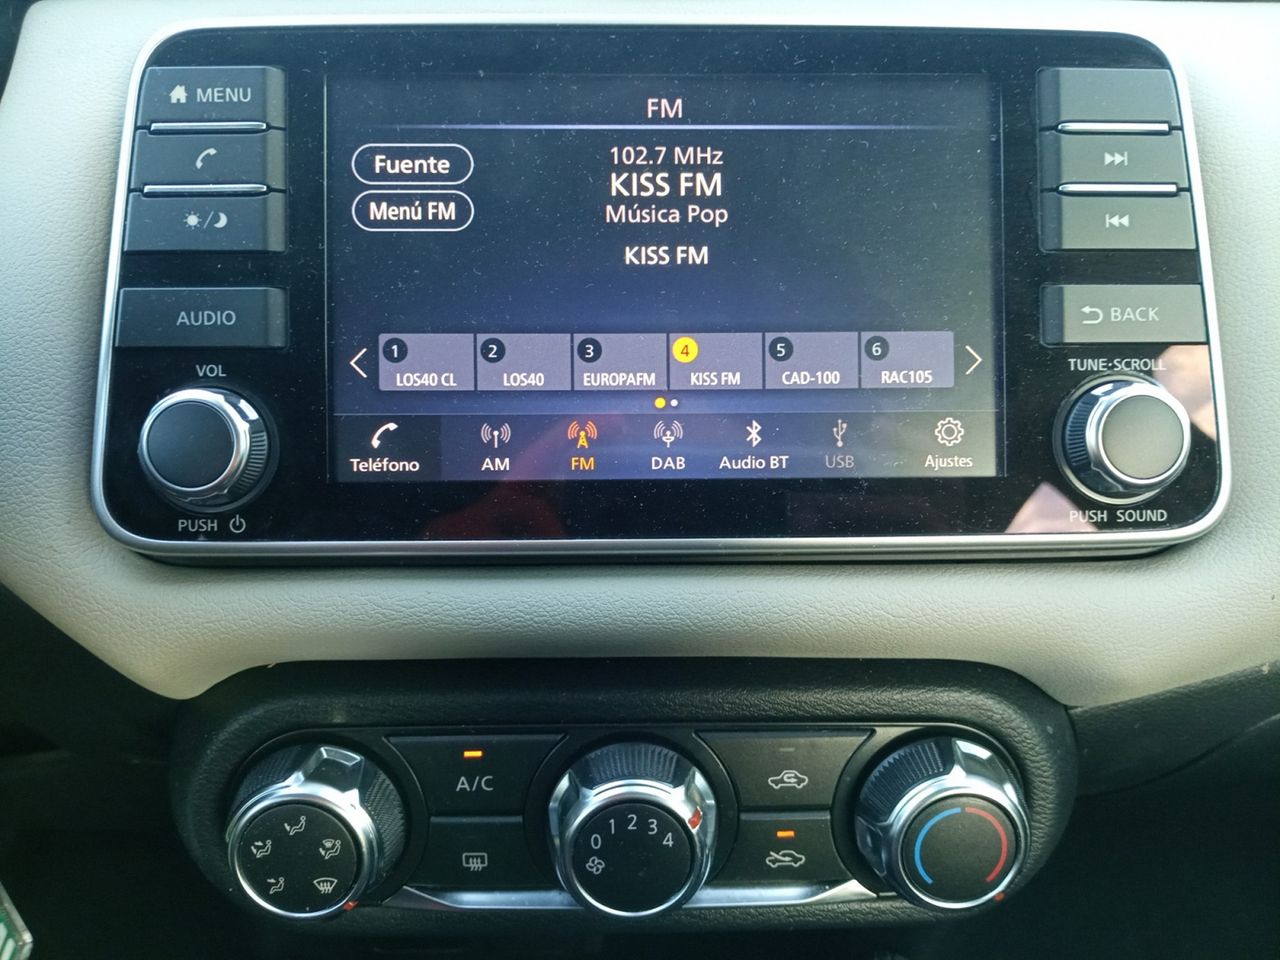 MENU
AUDIO
VOL
PUSH
FM
Fuente
Menú FM
102.7 MHz
KISS FM
Música Pop
KISS FM
1 LOS40 CL
2 LOS40
3 EUROPAFM
4 KISS FM
5 CAD-100
6 RAC105
Teléfono
AM
FM
DAB
Audio BT
USB
Ajustes
BACK
TUNE·SCROLL
PUSH SOUND
A/C
0 1 2 3 4